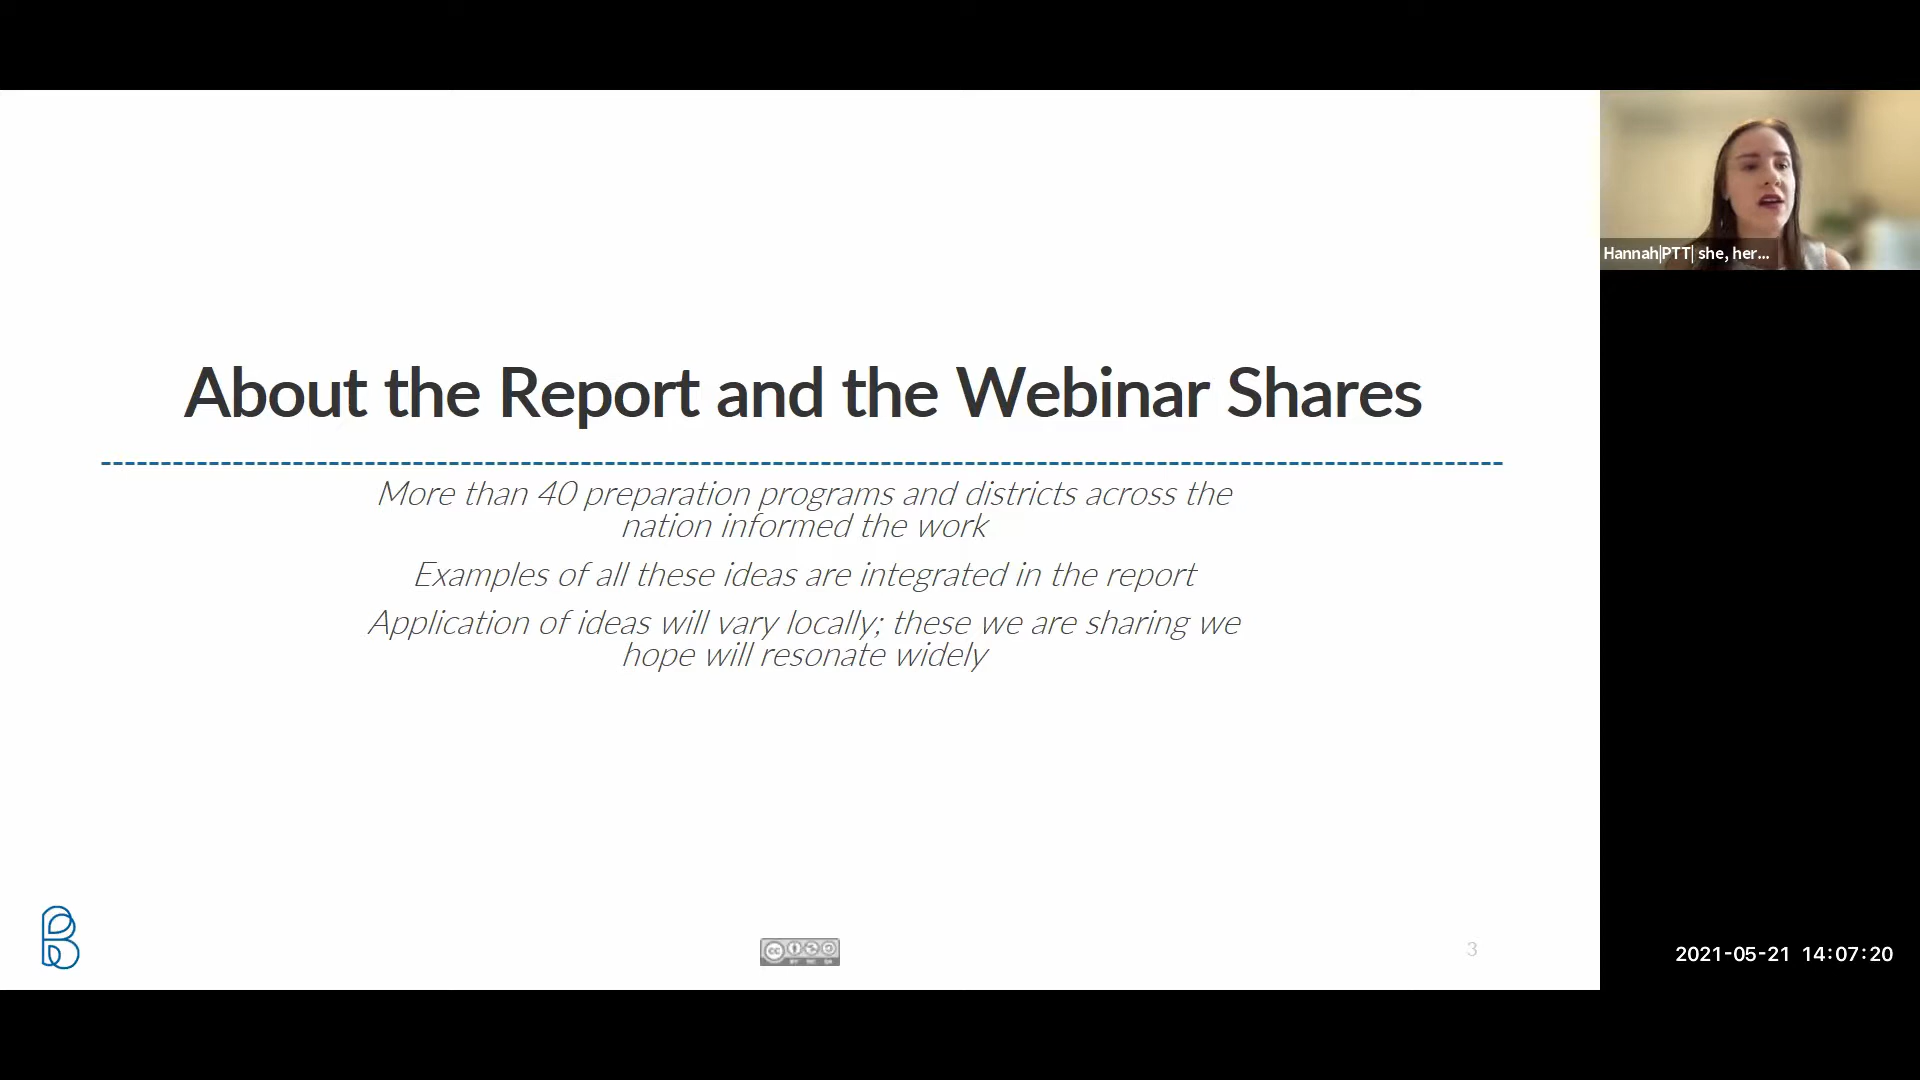 Hannah|PTT| she, her...
About the Report and the Webinar Shares
More than 40 preparation programs and districts across the
nation informed the work
Examples of all these ideas are integrated in the report
Application of ideas will vary locally; these we are sharing we
hope will resonate widely
cc
3
2021-05-21 14:07:20